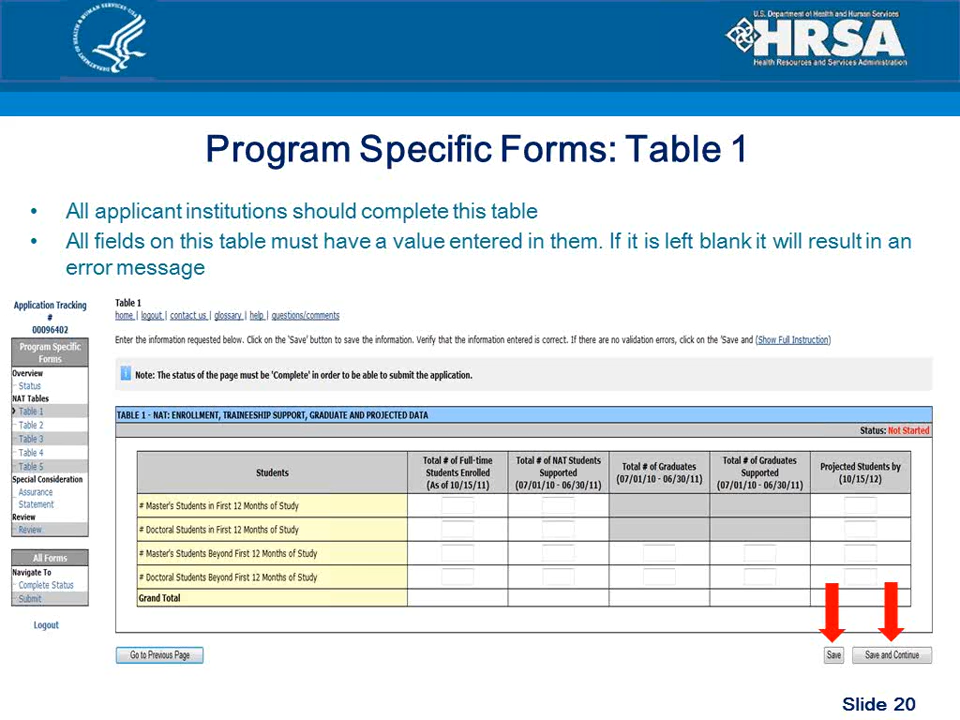 DEPARTMENT OF HEALTH & HUMAN SERVICES • USA
U.S. Department of Health and Human Services
HRSA
Health Resources and Services Administration
Program Specific Forms: Table 1
• All applicant institutions should complete this table
• All fields on this table must have a value entered in them. If it is left blank it will result in an
error message
Application Tracking
#
00096402
Program Specific
Forms
Overview
Status
NAT Tables
Table 1
Table 2
Table 3
Table 4
Table 5
Special Consideration
Assurance
Statement
Review
Review
All Forms
Navigate To
Complete Status
Submit
Logout
Table 1
home | logout | contact us | glossary | help | questions/comments
Enter the information requested below. Click on the 'Save' button to save the information. Verify that the information entered is correct. If there are no validation errors, click on the 'Save and (Show Full Instruction)
Note: The status of the page must be 'Complete' in order to be able to submit the application.
TABLE 1 - NAT: ENROLLMENT, TRAINEESHIP SUPPORT, GRADUATE AND PROJECTED DATA
Status: Not Started
Students
Total # of Full-time
Students Enrolled
(As of 10/15/11)
Total # of NAT Students
Supported
(07/01/10 - 06/30/11)
Total # of Graduates
(07/01/10 - 06/30/11)
Total # of Graduates
Supported
(07/01/10 - 06/30/11)
Projected Students by
(10/15/12)
# Master's Students in First 12 Months of Study
# Doctoral Students in First 12 Months of Study
# Master's Students Beyond First 12 Months of Study
# Doctoral Students Beyond First 12 Months of Study
Grand Total
Go to Previous Page
Save
Save and Continue
Slide 20